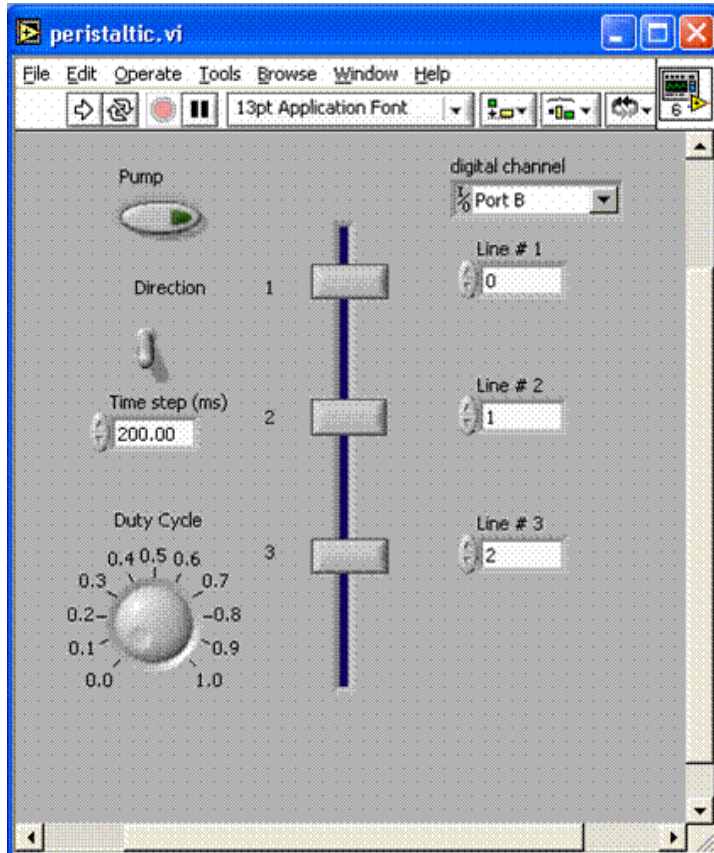 peristaltic.vi
File Edit Operate Tools Browse Window Help
13pt Application Font
6
Pump
digital channel
I/O Port B
Line # 1
0
Direction
1
Time step (ms)
200.00
2
Line # 2
1
Duty Cycle
3
Line # 3
2
0.4 0.5 0.6
0.3 0.7
0.2 0.8
0.1 0.9
0.0 1.0